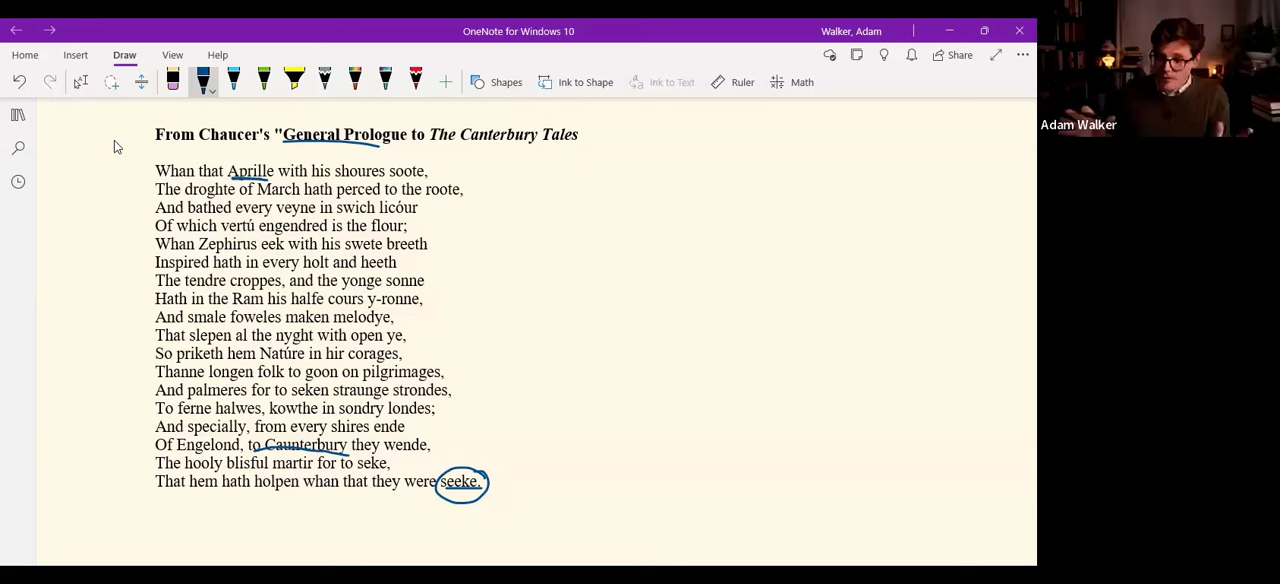 OneNote for Windows 10
Walker, Adam
Home Insert Draw View Help
Share
Shapes Ink to Shape Ink to Text Ruler Math
Adam Walker
From Chaucer's "General Prologue to The Canterbury Tales
Whan that Aprille with his shoures soote,
The droghte of March hath perced to the roote,
And bathed every veyne in swich licóur
Of which vertú engendred is the flour;
Whan Zephirus eek with his swete breeth
Inspired hath in every holt and heeth
The tendre croppes, and the yonge sonne
Hath in the Ram his halfe cours y-ronne,
And smale foweles maken melodye,
That slepen al the nyght with open ye,
So priketh hem Natúre in hir corages,
Thanne longen folk to goon on pilgrimages,
And palmeres for to seken straunge strondes,
To ferne halwes, kowthe in sondry londes;
And specially, from every shires ende
Of Engelond, to Caunterbury they wende,
The hooly blisful martir for to seke,
That hem hath holpen whan that they were seeke.